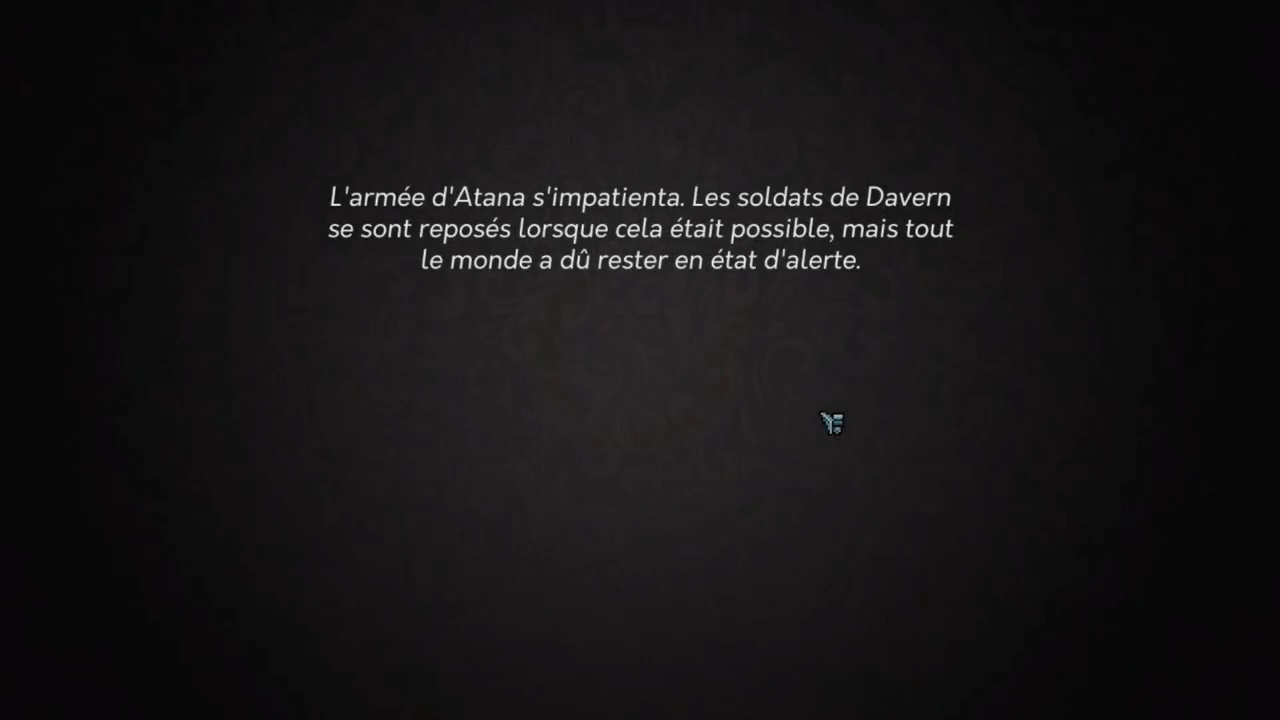 L'armée d'Atana s'impatienta. Les soldats de Davern
se sont reposés lorsque cela était possible, mais tout
le monde a dû rester en état d'alerte.